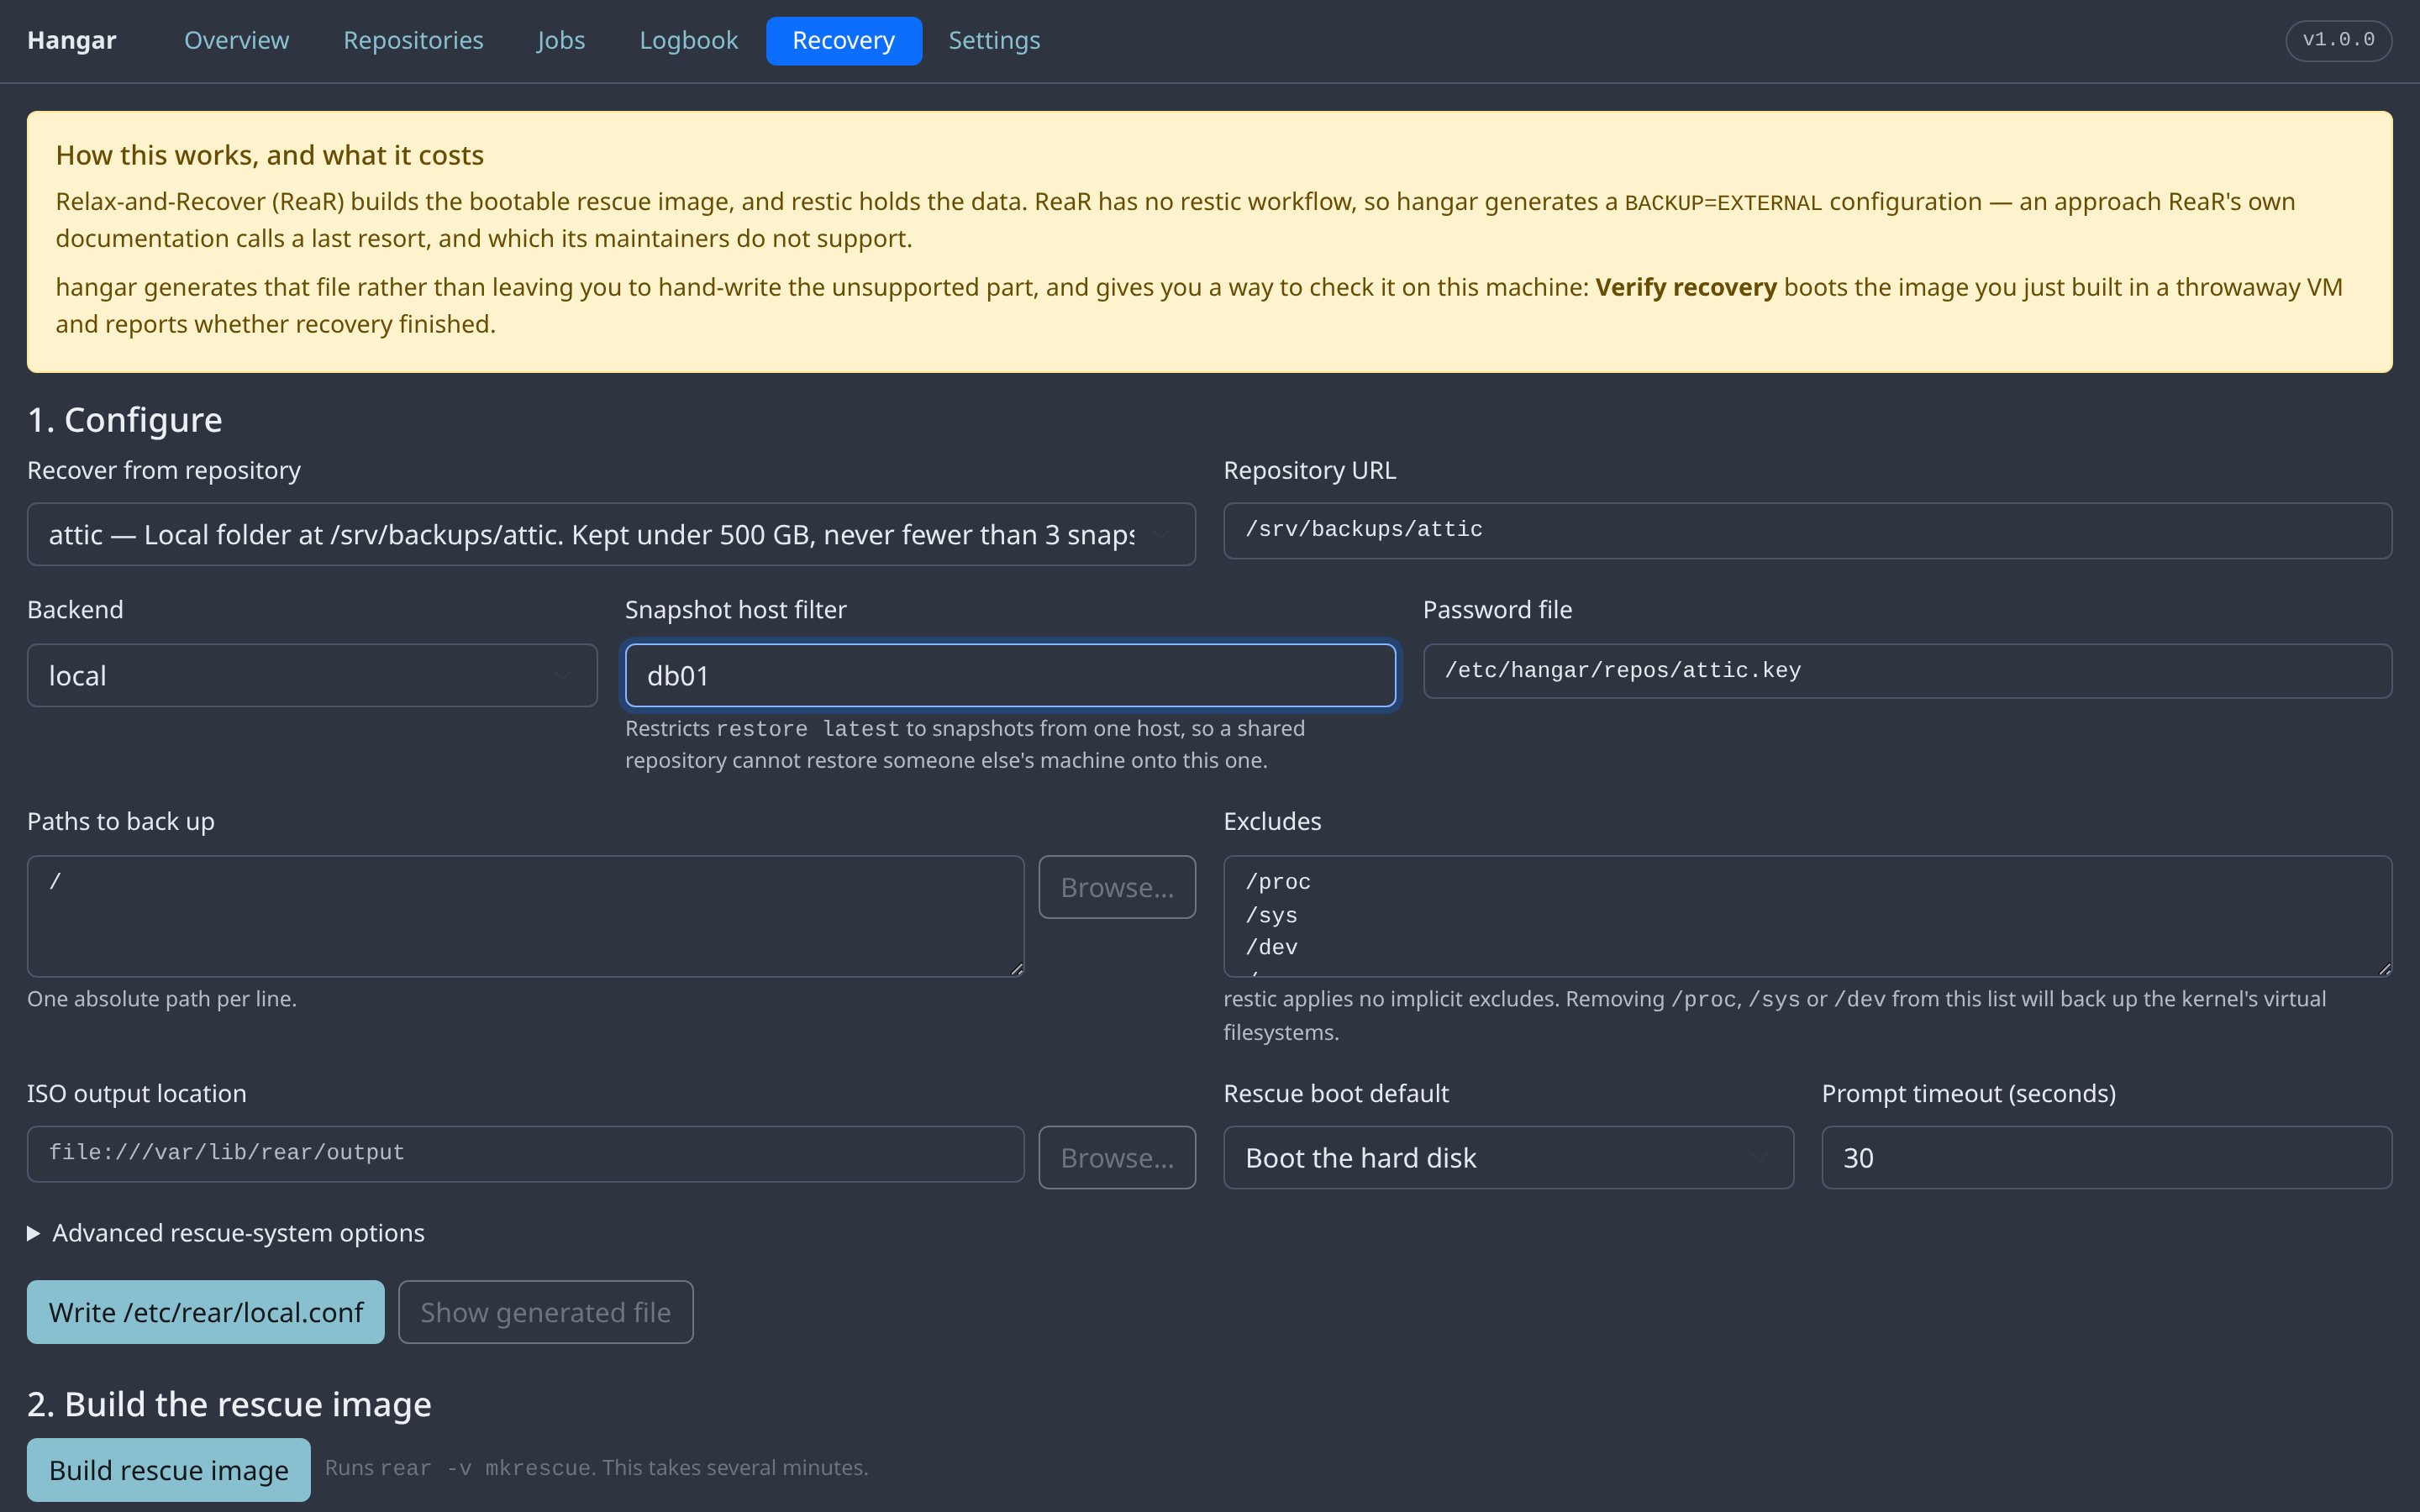 Hangar Overview Repositories Jobs Logbook Recovery Settings v1.0.0
How this works, and what it costs
Relax-and-Recover (ReaR) builds the bootable rescue image, and restic holds the data. ReaR has no restic workflow, so hangar generates a BACKUP=EXTERNAL configuration — an approach ReaR's own
documentation calls a last resort, and which its maintainers do not support.
hangar generates that file rather than leaving you to hand-write the unsupported part, and gives you a way to check it on this machine: Verify recovery boots the image you just built in a throwaway VM
and reports whether recovery finished.
1. Configure
Recover from repository
attic — Local folder at /srv/backups/attic. Kept under 500 GB, never fewer than 3 snaps
Repository URL
/srv/backups/attic
Backend
local
Snapshot host filter
db01
Restricts restore latest to snapshots from one host, so a shared
repository cannot restore someone else's machine onto this one.
Password file
/etc/hangar/repos/attic.key
Paths to back up
/
Browse...
One absolute path per line.
Excludes
/proc
/sys
/dev
restic applies no implicit excludes. Removing /proc, /sys or /dev from this list will back up the kernel's virtual
filesystems.
ISO output location
file:///var/lib/rear/output
Browse...
Rescue boot default
Boot the hard disk
Prompt timeout (seconds)
30
Advanced rescue-system options
Write /etc/rear/local.conf
Show generated file
2. Build the rescue image
Build rescue image
Runs rear -v mkrescue. This takes several minutes.